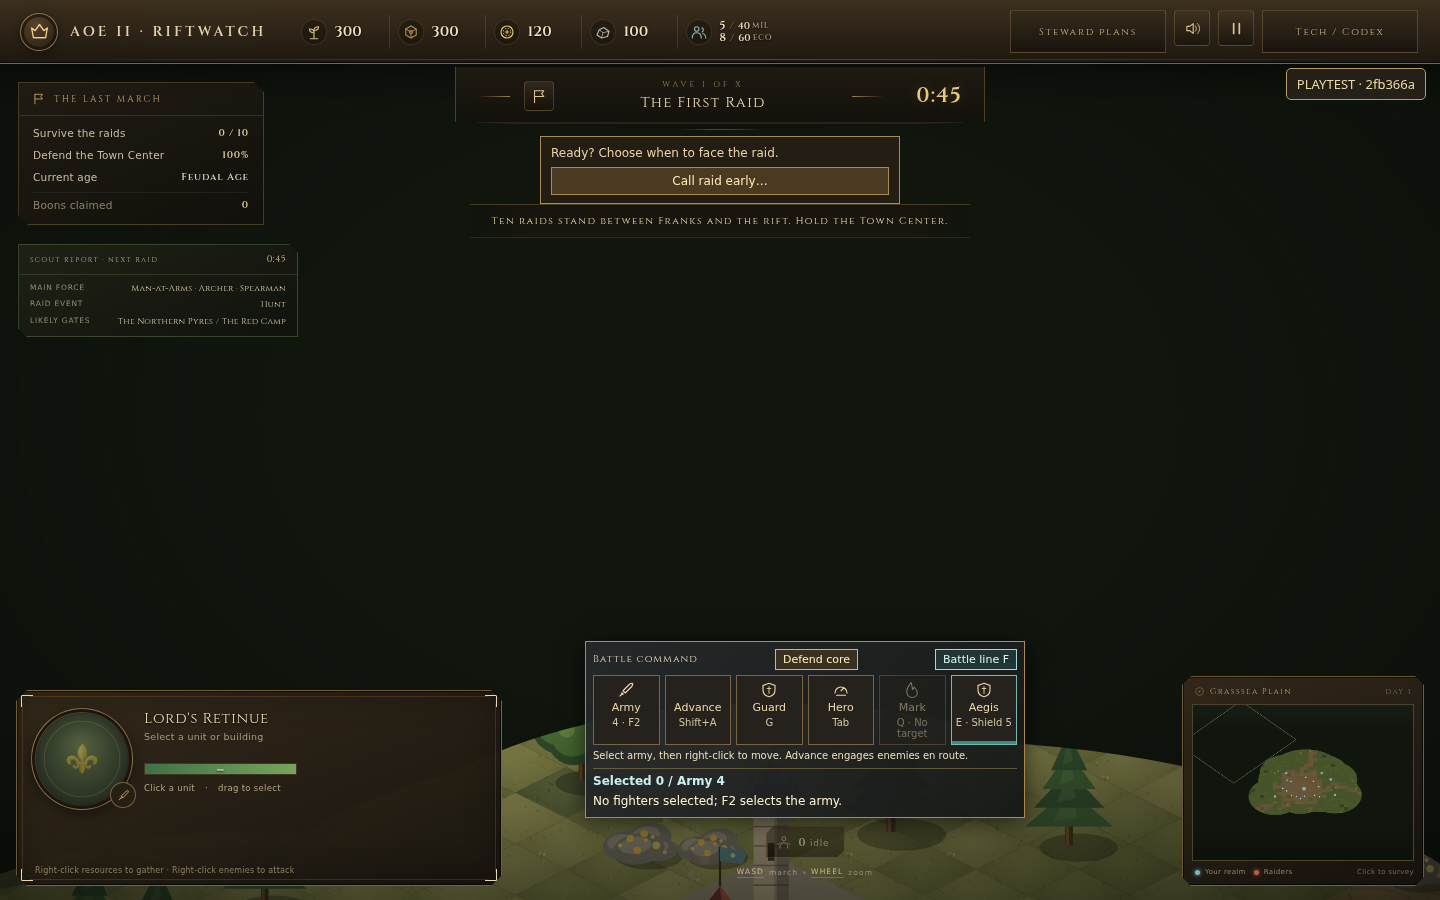 AOE II · RIFTWATCH
300
300
120
100
5 / 40 MIL
8 / 60 ECO
STEWARD PLANS
TECH / CODEX
PLAYTEST · 2fb366a
THE LAST MARCH
Survive the raids 0 / 10
Defend the Town Center 100%
Current age FEUDAL AGE
Boons claimed 0
WAVE I OF X
THE FIRST RAID
0:45
Ready? Choose when to face the raid.
Call raid early…
TEN RAIDS STAND BETWEEN FRANKS AND THE RIFT. HOLD THE TOWN CENTER.
SCOUT REPORT · NEXT RAID 0:45
MAIN FORCE MAN-AT-ARMS · ARCHER · SPEARMAN
RAID EVENT HUNT
LIKELY GATES THE NORTHERN PYRES / THE RED CAMP
BATTLE COMMAND
Defend core
Battle line F
Army
4 · F2
Advance
Shift+A
Guard
G
Hero
Tab
Mark
Q · No target
Aegis
E · Shield 5
Select army, then right-click to move. Advance engages enemies en route.
Selected 0 / Army 4
No fighters selected; F2 selects the army.
0 idle
WASD march • WHEEL zoom
LORD'S RETINUE
Select a unit or building
Click a unit · drag to select
Right-click resources to gather · Right-click enemies to attack
GRASSSEA PLAIN DAY 1
Your realm Raiders Click to survey